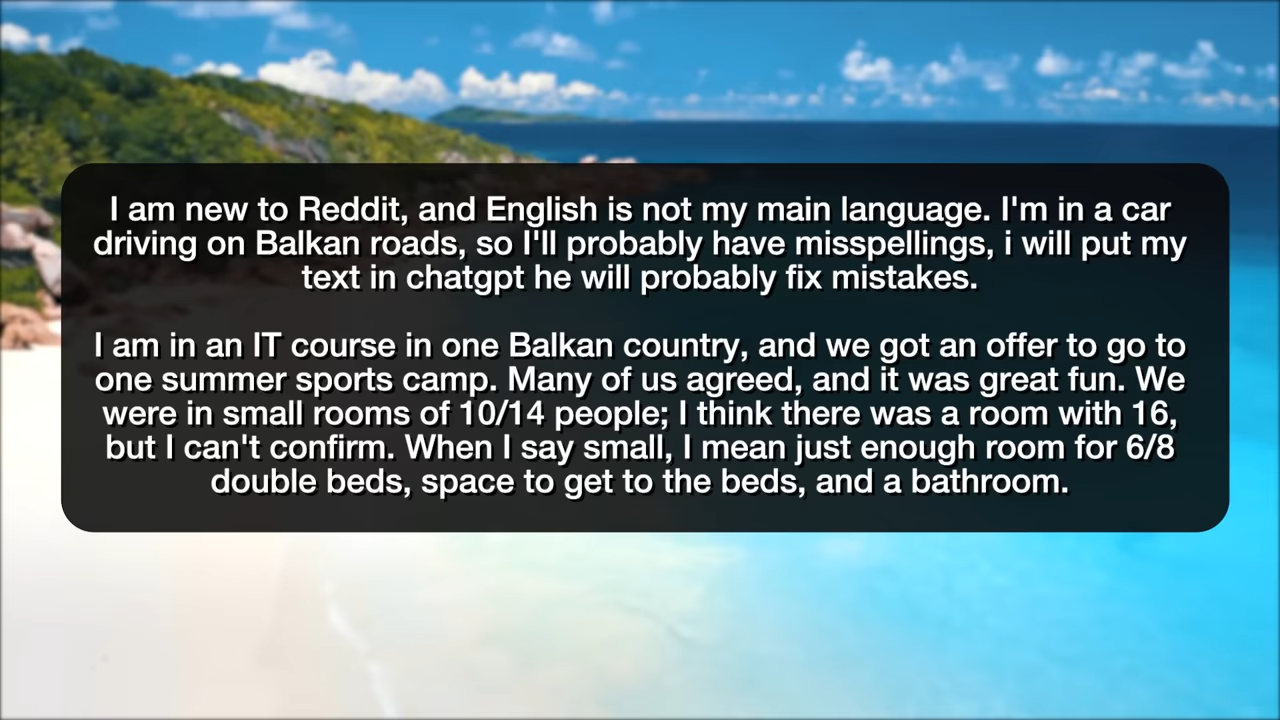 I am new to Reddit, and English is not my main language. I'm in a car
driving on Balkan roads, so I'll probably have misspellings, i will put my
text in chatgpt he will probably fix mistakes.
I am in an IT course in one Balkan country, and we got an offer to go to
one summer sports camp. Many of us agreed, and it was great fun. We
were in small rooms of 10/14 people; I think there was a room with 16,
but I can't confirm. When I say small, I mean just enough room for 6/8
double beds, space to get to the beds, and a bathroom.